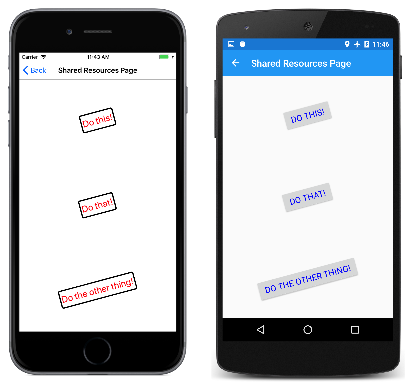 Carrier 11:43 AM
Back Shared Resources Page
Do this!
Do that!
Do the other thing!
11:46
Shared Resources Page
DO THIS!
DO THAT!
DO THE OTHER THING!